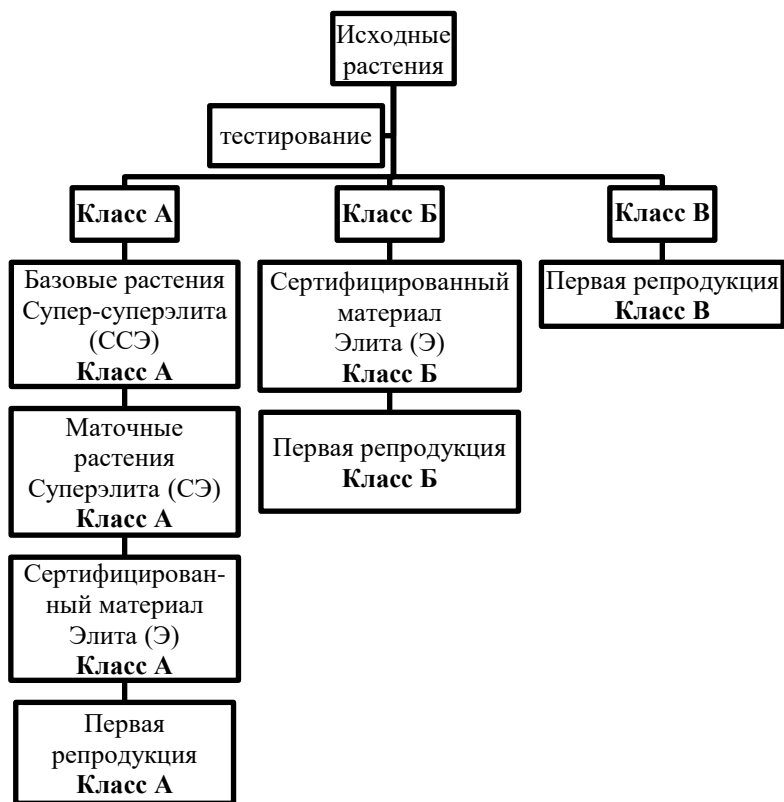 Исходные
растения
тестирование
Класс А
Класс Б
Класс В
Базовые растения
Супер-суперэлита
(ССЭ)
Класс А
Сертифицированный
материал
Элита (Э)
Класс Б
Первая репродукция
Класс В
Маточные
растения
Суперэлита (СЭ)
Класс А
Первая репродукция
Класс Б
Сертифицирован-
ный материал
Элита (Э)
Класс А
Первая
репродукция
Класс А